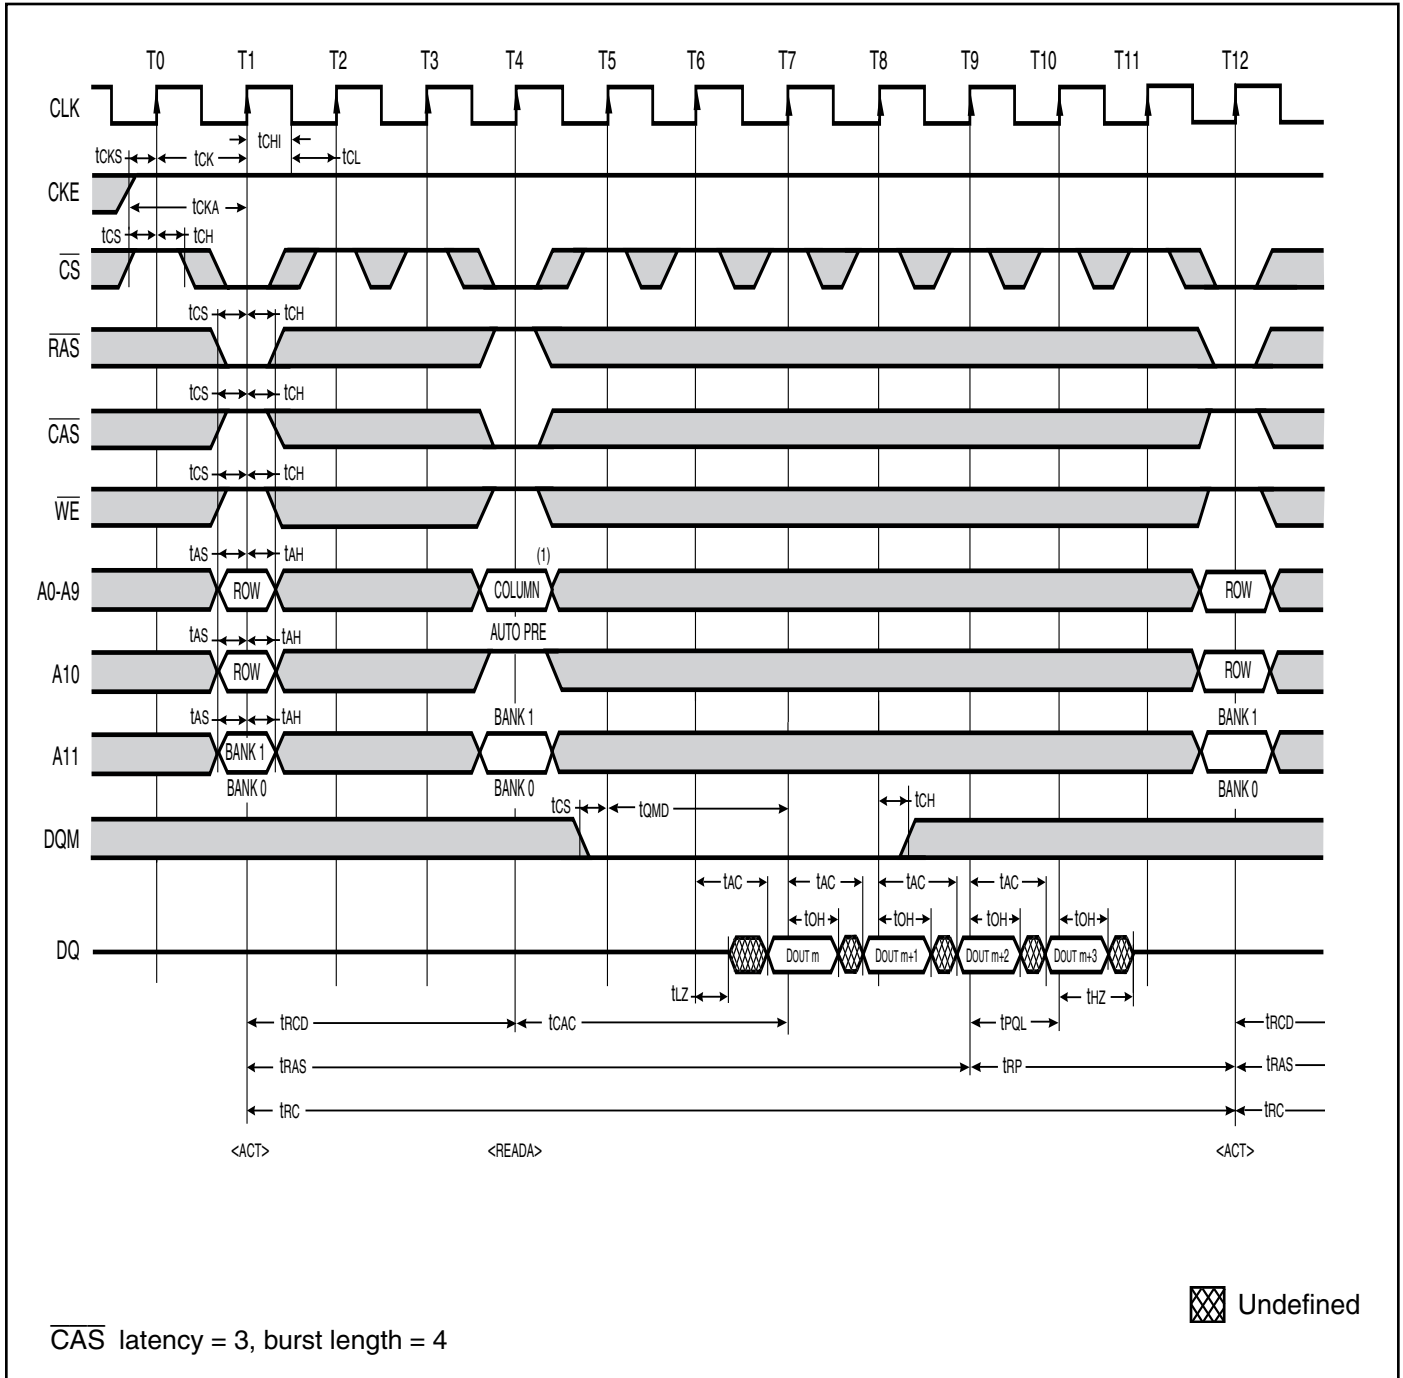 T0 T1 T2 T3 T4 T5 T6 T7 T8 T9 T10 T11 T12
CLK
tCHI
tCKS tCK tCL
CKE
tCKA
tCS tCH
CS
tCS tCH
RAS
tCS tCH
CAS
tCS tCH
WE
tAS tAH (1)
A0-A9 ROW COLUMN ROW
tAS tAH AUTO PRE
A10 ROW ROW
tAS tAH BANK 1 BANK 1
A11 BANK 1
BANK 0 BANK 0 BANK 0
tCS tQMD tCH
DQM
tAC tAC tAC tAC
tOH tOH tOH tOH
DQ DOUT m DOUT m+1 DOUT m+2 DOUT m+3
tLZ tHZ
tRCD tCAC tPQL tRCD
tRAS tRP tRAS
tRC tRC
<ACT> <READA> <ACT>
Undefined
CAS latency = 3, burst length = 4